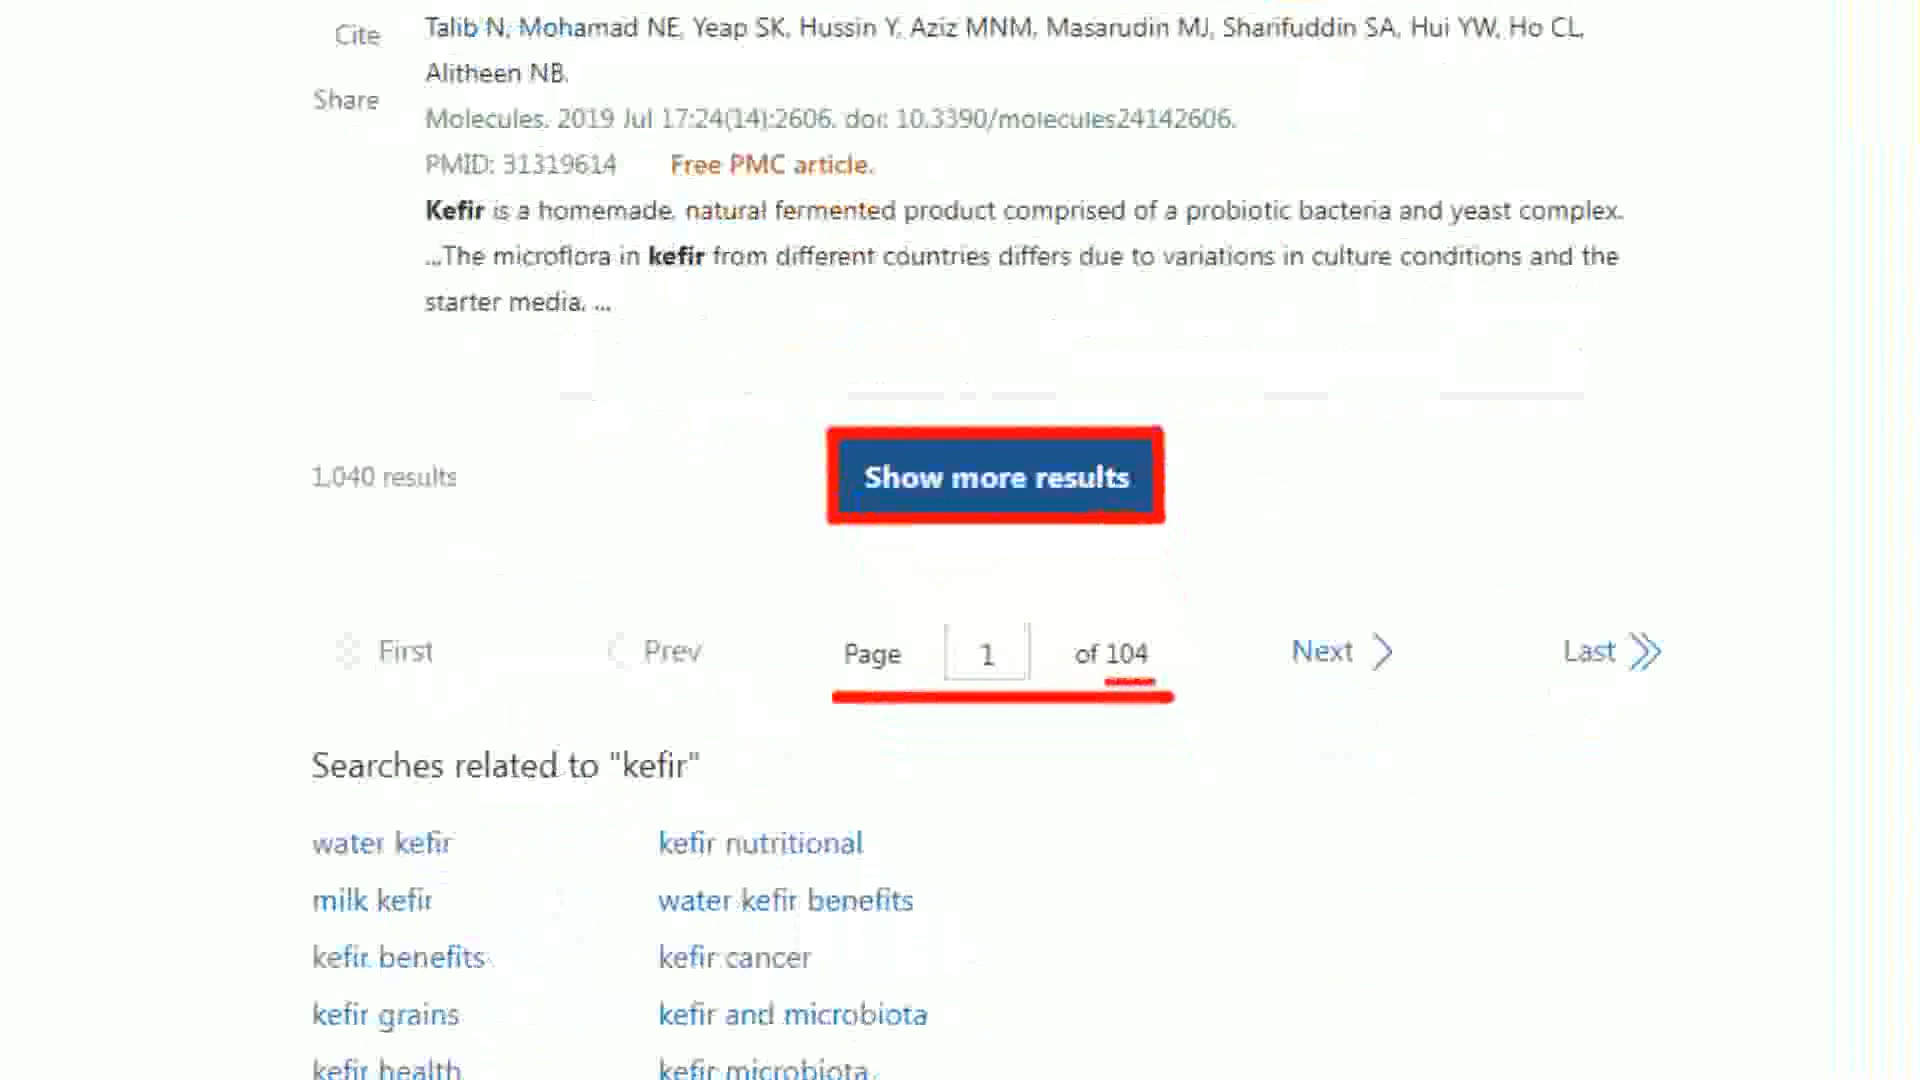 Cite
Talib N, Mohamad NE, Yeap SK, Hussin Y, Aziz MNM, Masarudin MJ, Sharifuddin SA, Hui YW, Ho CL,
Alitheen NB.
Share
Molecules. 2019 Jul 17;24(14):2606. doi: 10.3390/molecules24142606.
PMID: 31319614 Free PMC article.
Kefir is a homemade, natural fermented product comprised of a probiotic bacteria and yeast complex.
...The microflora in kefir from different countries differs due to variations in culture conditions and the
starter media. ...
1,040 results
Show more results
First Prev Page 1 of 104 Next Last
Searches related to "kefir"
water kefir kefir nutritional
milk kefir water kefir benefits
kefir benefits kefir cancer
kefir grains kefir and microbiota
kefir health kefir microbiota